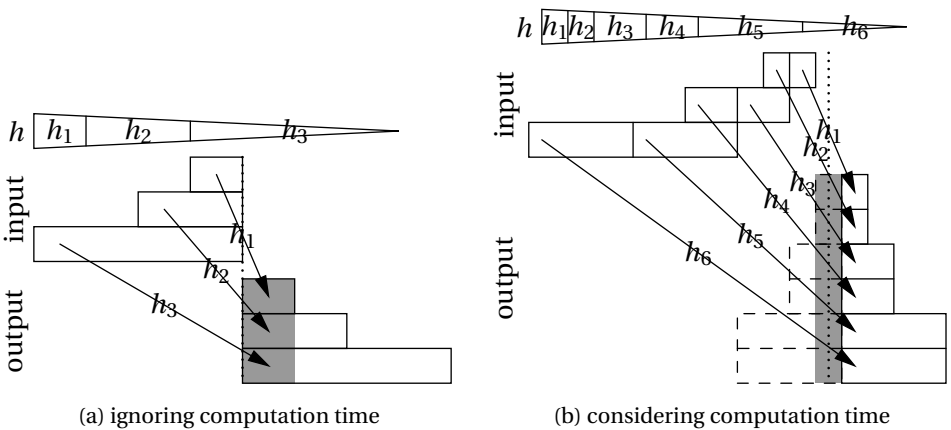 h h₁ h₂ h₃
input
h₁
h₂
h₃
output
(a) ignoring computation time
h h₁ h₂ h₃ h₄ h₅ h₆
input
h₁
h₂
h₃
h₄
h₅
h₆
output
(b) considering computation time